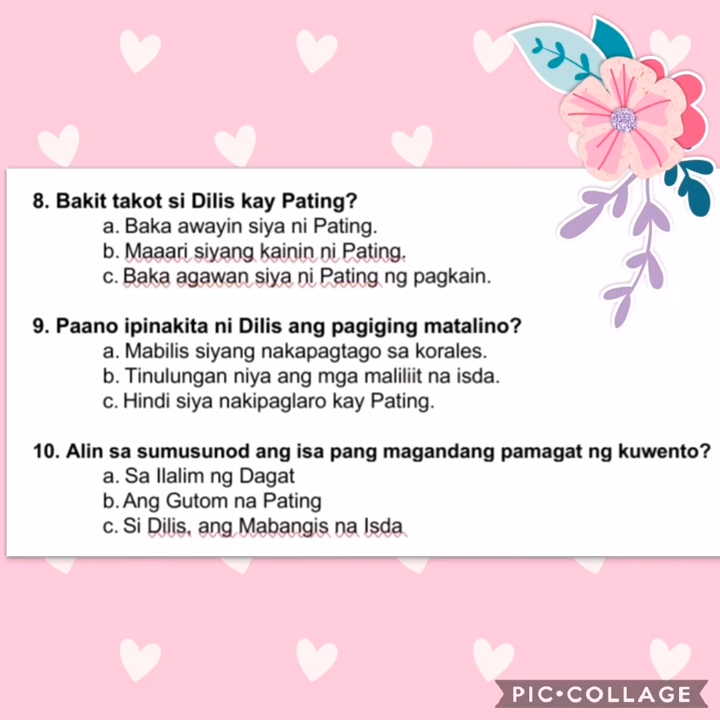 8. Bakit takot si Dilis kay Pating?
a. Baka awayin siya ni Pating.
b. Maaari siyang kainin ni Pating.
c. Baka agawan siya ni Pating ng pagkain.
9. Paano ipinakita ni Dilis ang pagiging matalino?
a. Mabilis siyang nakapagtago sa korales.
b. Tinulungan niya ang mga maliliit na isda.
c. Hindi siya nakipaglaro kay Pating.
10. Alin sa sumusunod ang isa pang magandang pamagat ng kuwento?
a. Sa Ilalim ng Dagat
b. Ang Gutom na Pating
c. Si Dilis, ang Mabangis na Isda
PIC•COLLAGE